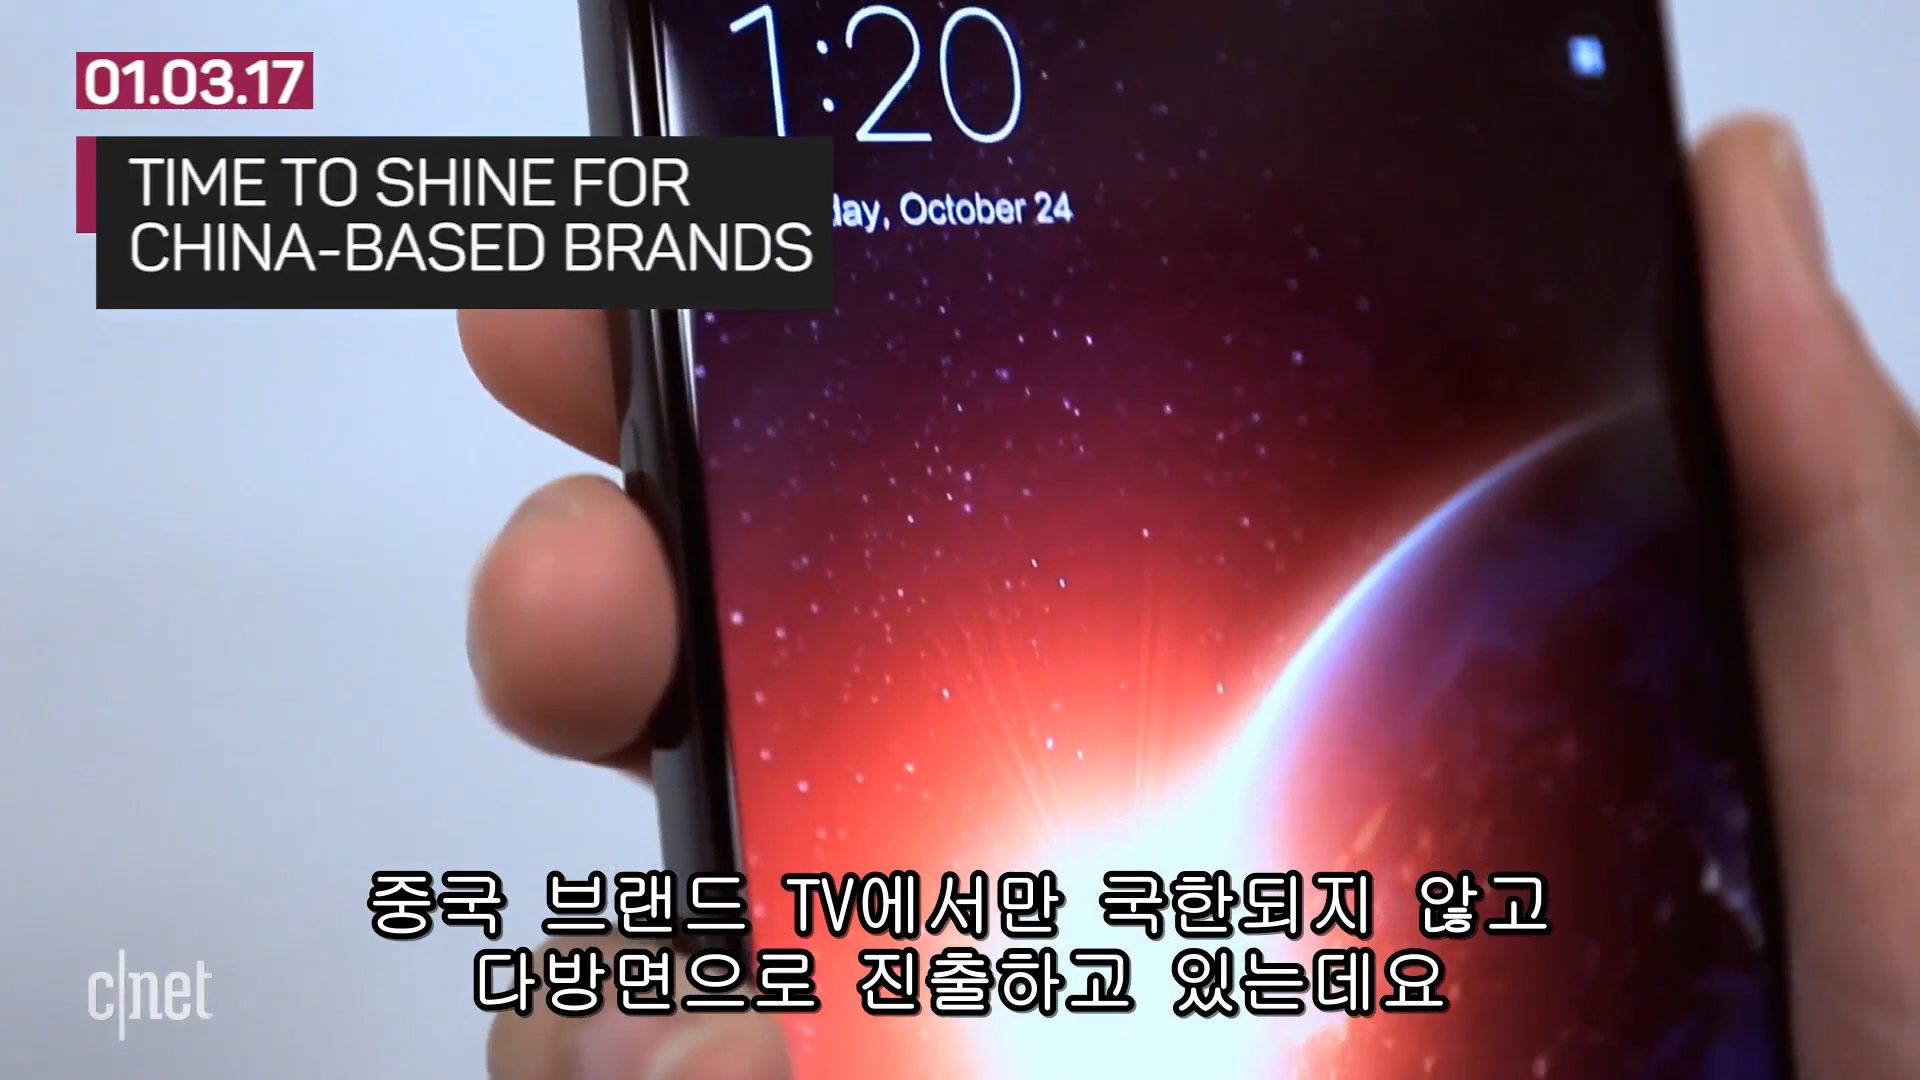 01.03.17
1:20
TIME TO SHINE FOR
day, October 24
CHINA-BASED BRANDS
중국 브랜드 TV에서만 국한되지 않고
다방면으로 진출하고 있는데요
c|net